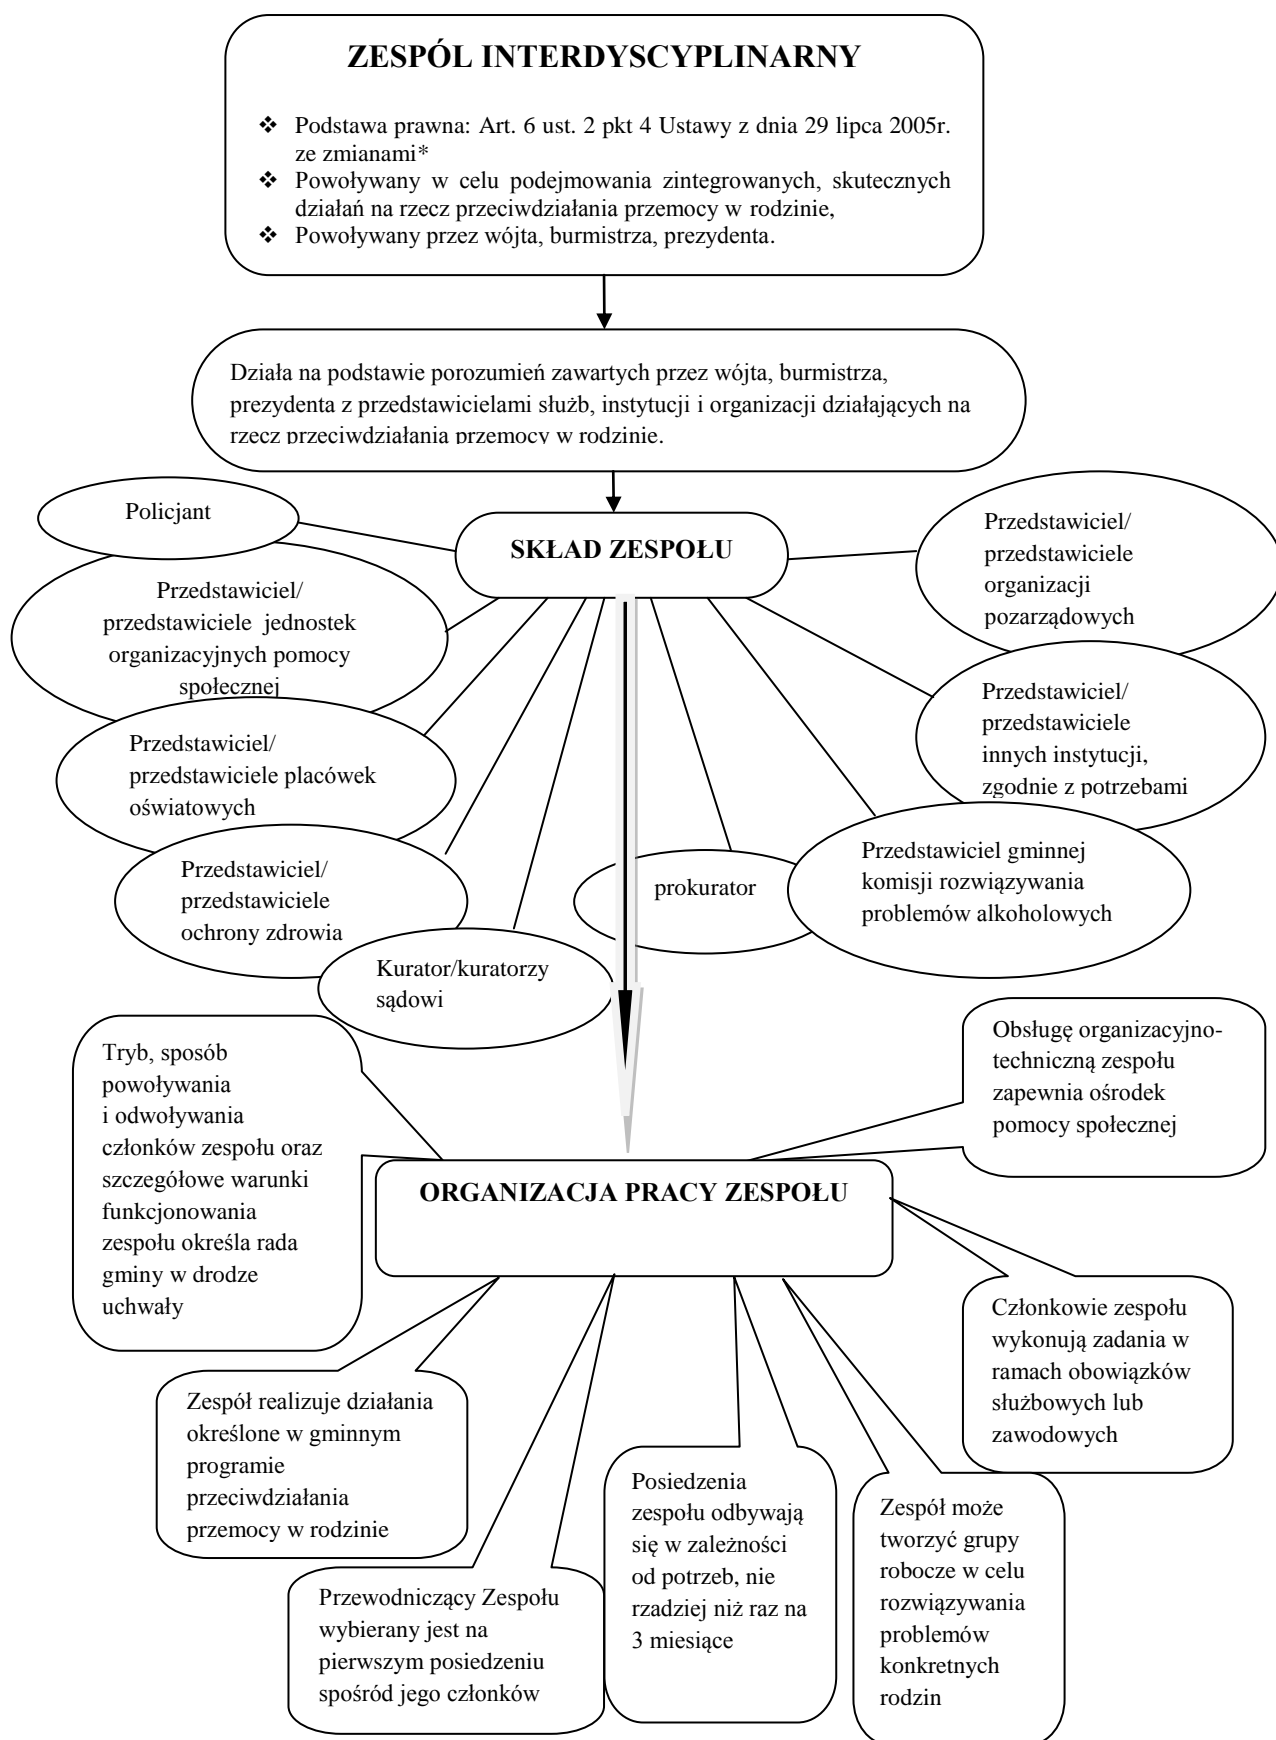 ZESPÓL INTERDYSCYPLINARNY
❖ Podstawa prawna: Art. 6 ust. 2 pkt 4 Ustawy z dnia 29 lipca 2005r.
ze zmianami*
❖ Powoływany w celu podejmowania zintegrowanych, skutecznych
działań na rzecz przeciwdziałania przemocy w rodzinie,
❖ Powoływany przez wójta, burmistrza, prezydenta.
Działa na podstawie porozumień zawartych przez wójta, burmistrza,
prezydenta z przedstawicielami służb, instytucji i organizacji działających na
rzecz przeciwdziałania przemocy w rodzinie.
SKŁAD ZESPOŁU
Policjant
Przedstawiciel/
przedstawiciele jednostek
organizacyjnych pomocy
społecznej
Przedstawiciel/
przedstawiciele placówek
oświatowych
Przedstawiciel/
przedstawiciele
ochrony zdrowia
Kurator/kuratorzy
sądowi
prokurator
Przedstawiciel gminnej
komisji rozwiązywania
problemów alkoholowych
Przedstawiciel/
przedstawiciele
innych instytucji,
zgodnie z potrzebami
Przedstawiciel/
przedstawiciele
organizacji
pozarządowych
ORGANIZACJA PRACY ZESPOŁU
Tryb, sposób
powoływania
i odwoływania
członków zespołu oraz
szczegółowe warunki
funkcjonowania
zespołu określa rada
gminy w drodze
uchwały
Zespół realizuje działania
określone w gminnym
programie
przeciwdziałania
przemocy w rodzinie
Przewodniczący Zespołu
wybierany jest na
pierwszym posiedzeniu
spośród jego członków
Posiedzenia
zespołu odbywają
się w zależności
od potrzeb, nie
rzadziej niż raz na
3 miesiące
Zespół może
tworzyć grupy
robocze w celu
rozwiązywania
problemów
konkretnych
rodzin
Członkowie zespołu
wykonują zadania w
ramach obowiązków
służbowych lub
zawodowych
Obsługę organizacyjno-
techniczną zespołu
zapewnia ośrodek
pomocy społecznej